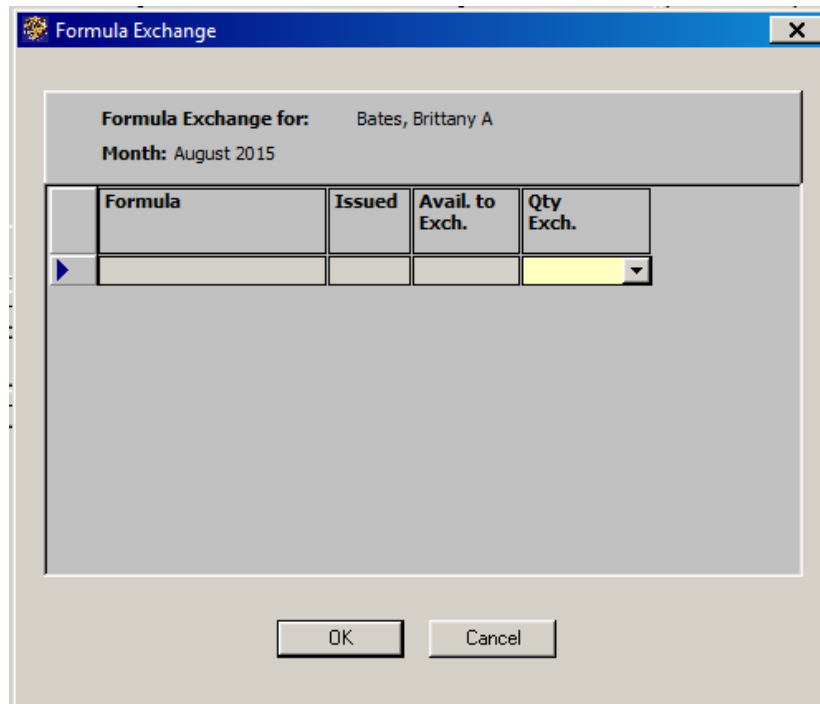 Formula Exchange
Formula Exchange for: Bates, Brittany A
Month: August 2015
Formula Issued Avail. to Exch. Qty Exch.
OK Cancel